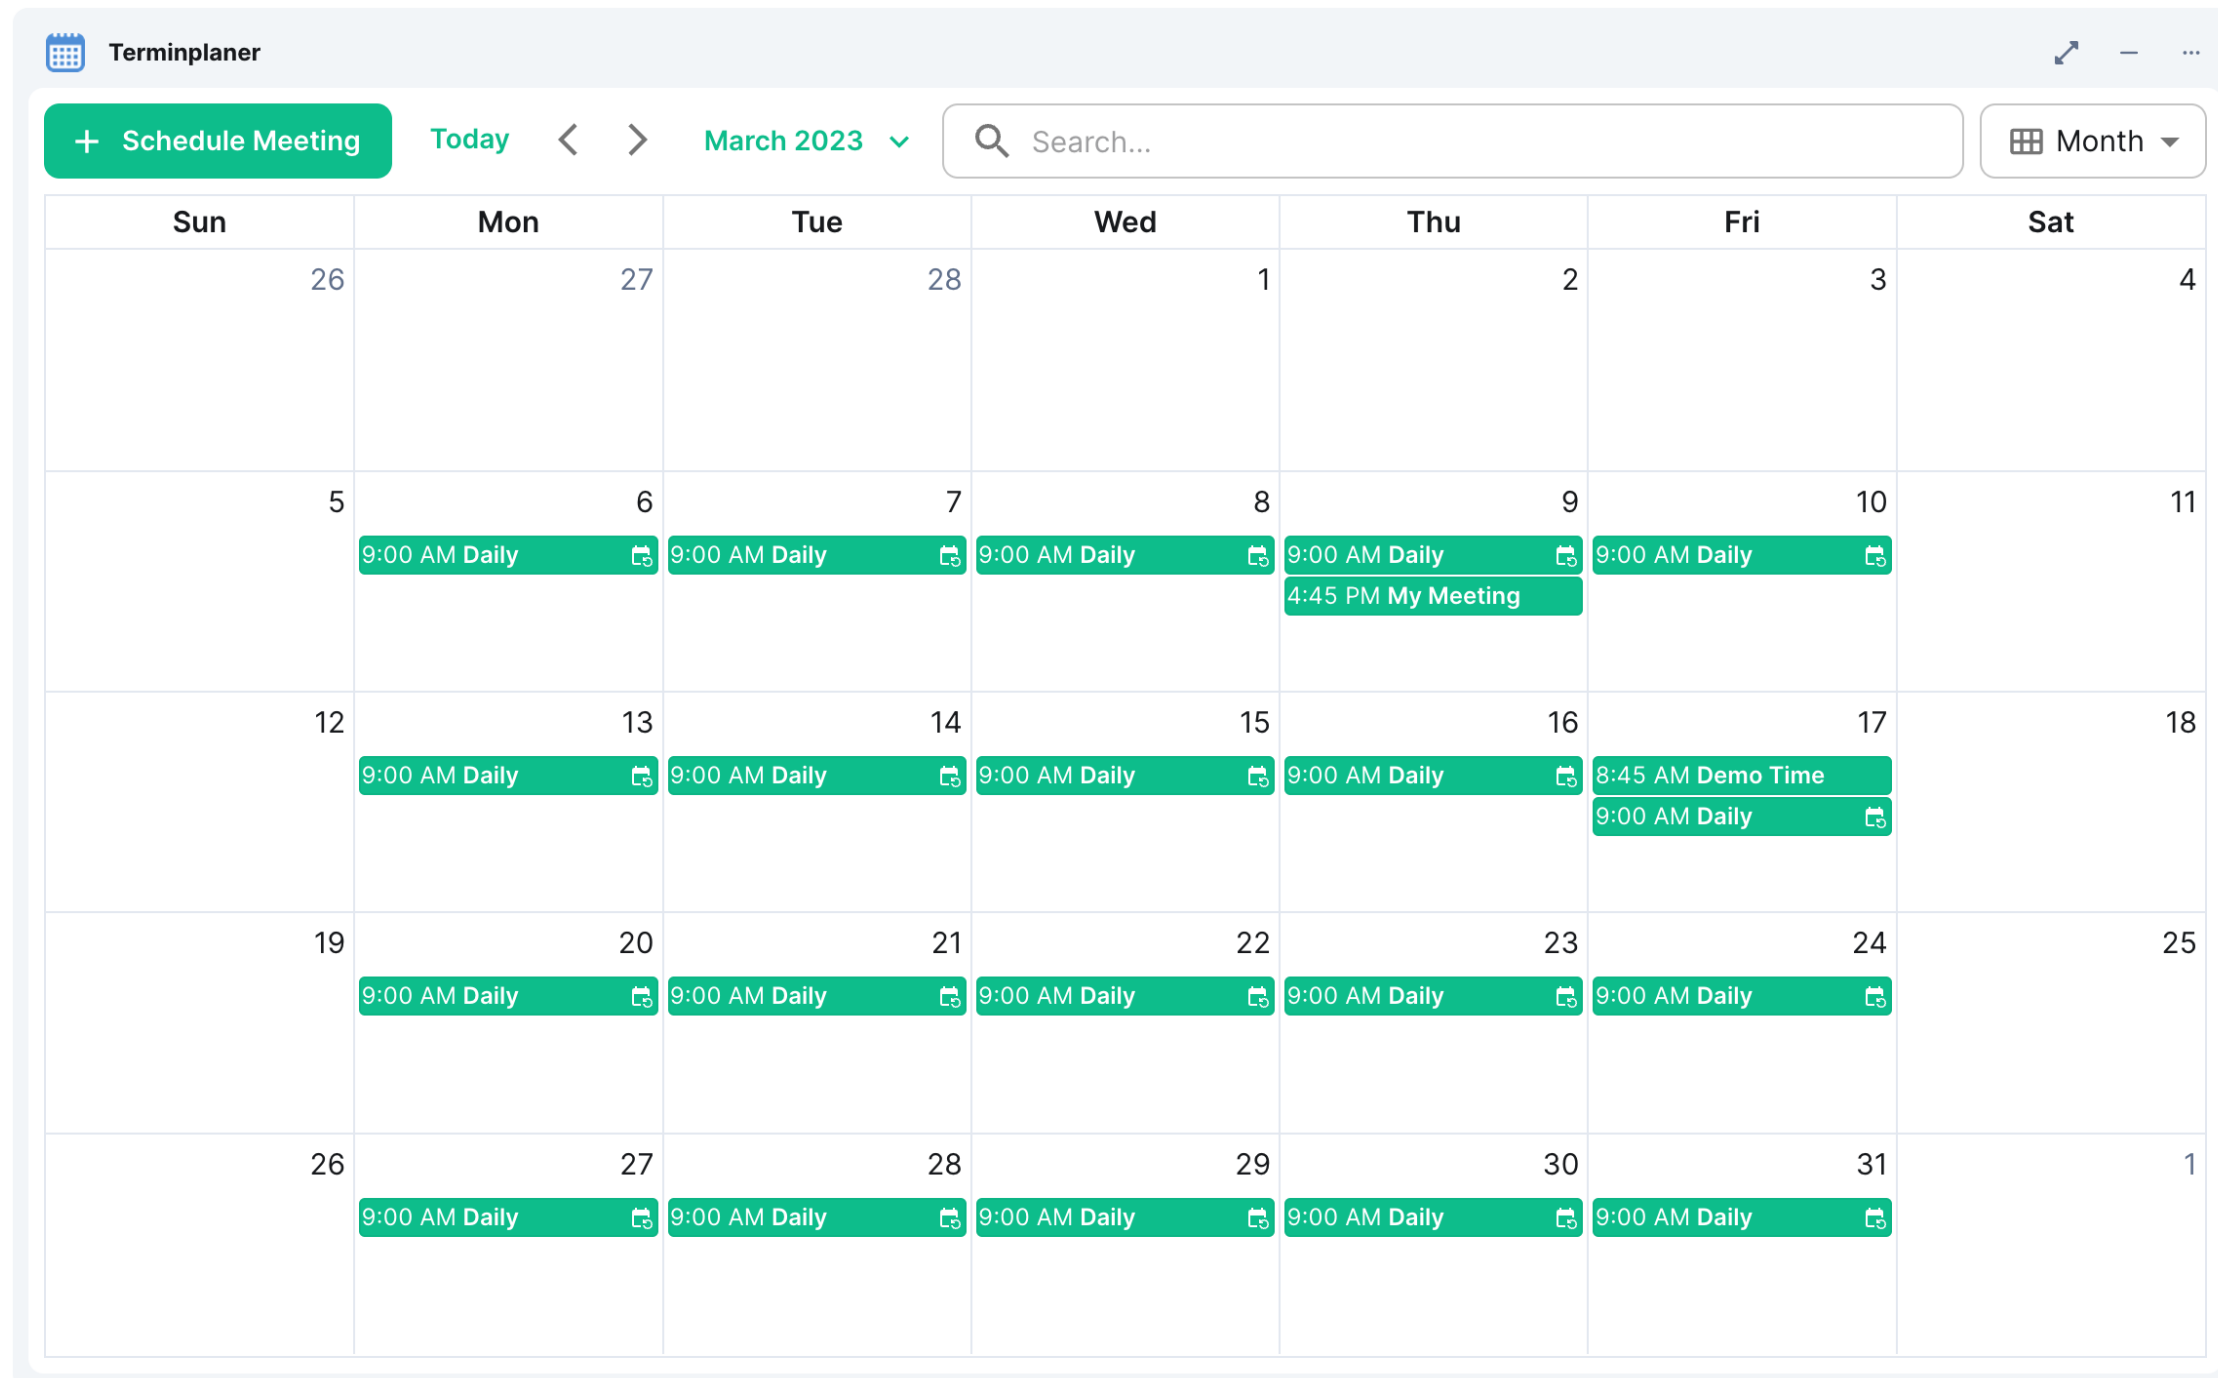 Terminplaner
Schedule Meeting Today March 2023 Search... Month
Sun Mon Tue Wed Thu Fri Sat
26 27 28 1 2 3 4
5 6 7 8 9 10 11
9:00 AM Daily 9:00 AM Daily 9:00 AM Daily 9:00 AM Daily 9:00 AM Daily
4:45 PM My Meeting
12 13 14 15 16 17 18
9:00 AM Daily 9:00 AM Daily 9:00 AM Daily 9:00 AM Daily 8:45 AM Demo Time
9:00 AM Daily
19 20 21 22 23 24 25
9:00 AM Daily 9:00 AM Daily 9:00 AM Daily 9:00 AM Daily 9:00 AM Daily
26 27 28 29 30 31 1
9:00 AM Daily 9:00 AM Daily 9:00 AM Daily 9:00 AM Daily 9:00 AM Daily